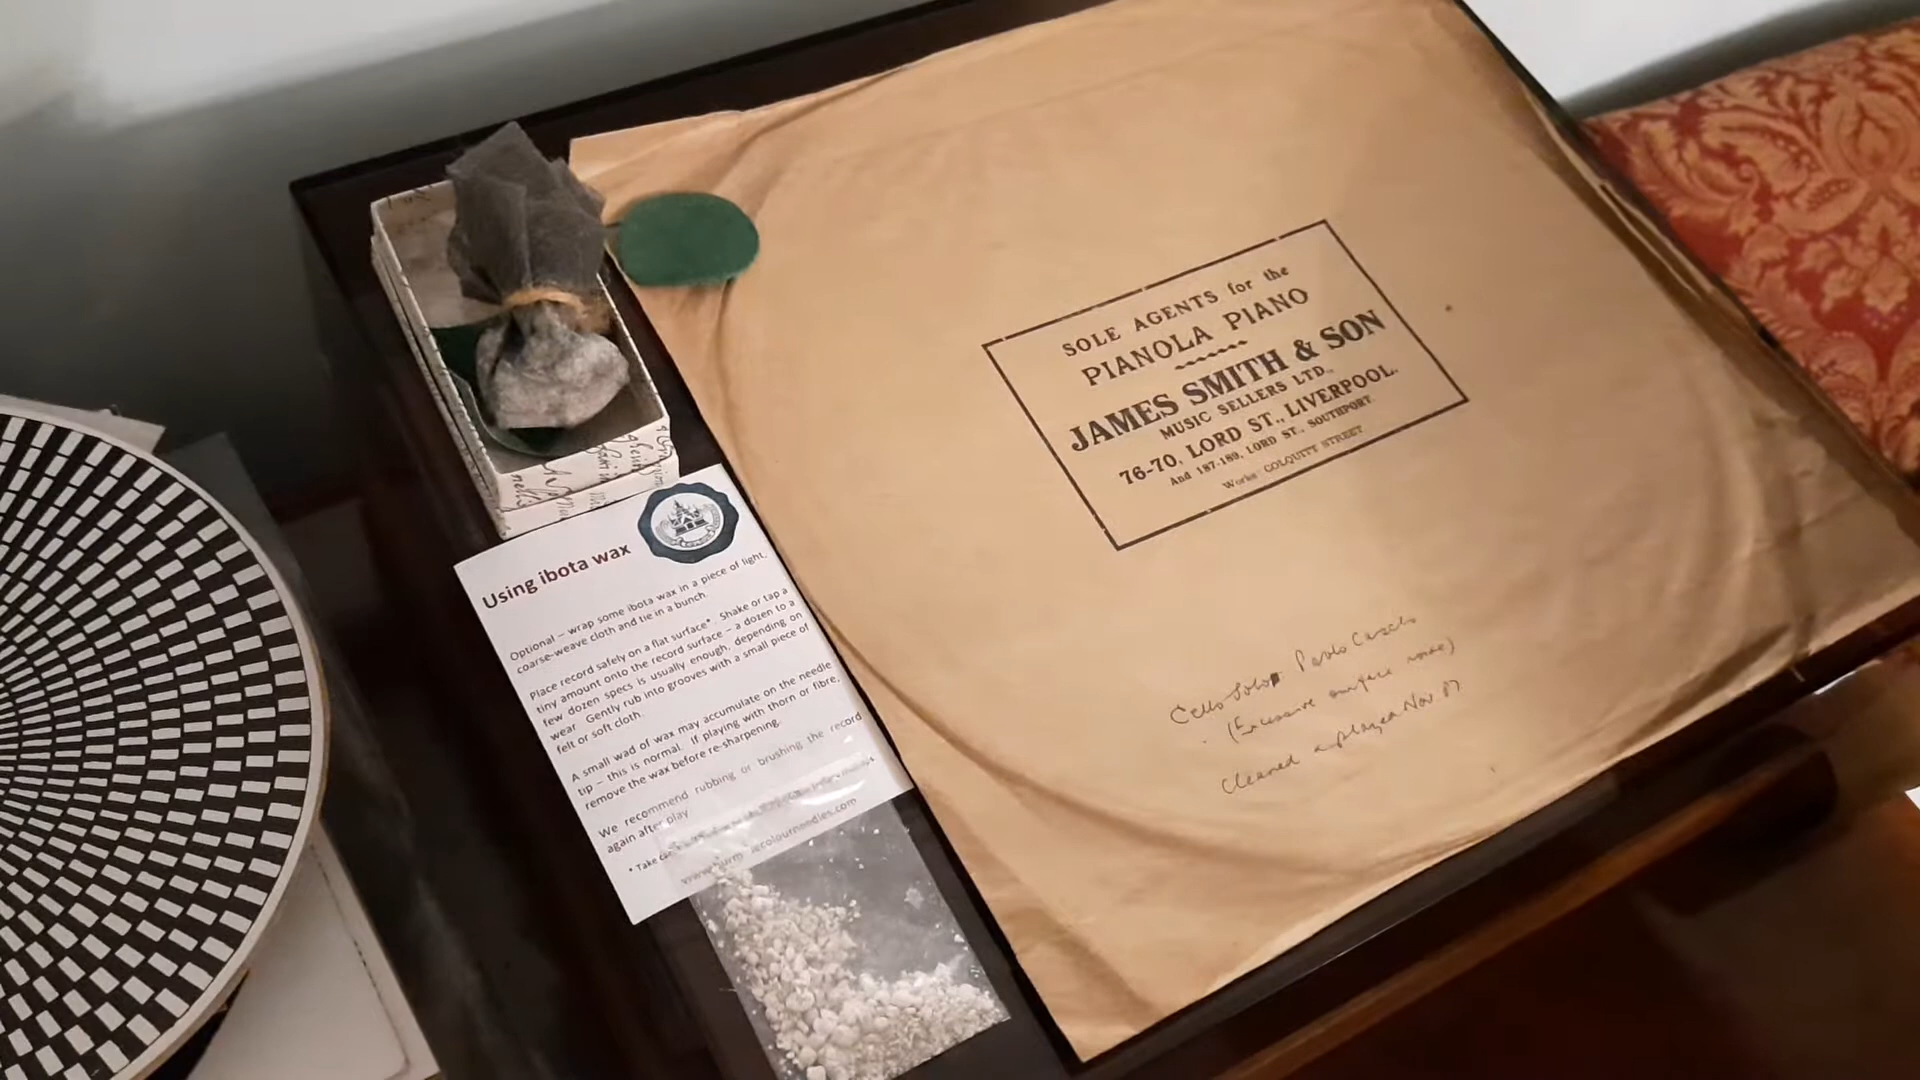 SOLE AGENTS for the
PIANOLA PIANO
JAMES SMITH & SON
MUSIC SELLERS LTD.,
76-70, LORD ST., LIVERPOOL.
And 187-189, LORD ST., SOUTHPORT.
Works COLQUITT STREET
Cello Solos Pablo Casals
(Excessive surface noise)
Cleaned & played Nov 87
Using ibota wax
Optional – wrap some ibota wax in a piece of light,
coarse-weave cloth and tie in a bunch.
Place record safely on a flat surface*. Shake or tap a
tiny amount onto the record surface – a dozen to a
few dozen specs is usually enough, depending on
wear. Gently rub into grooves with a small piece of
felt or soft cloth.
A small wad of wax may accumulate on the needle
tip – this is normal. If playing with thorn or fibre,
remove the wax before re-sharpening.
We recommend rubbing or brushing the record
again after play
* Take